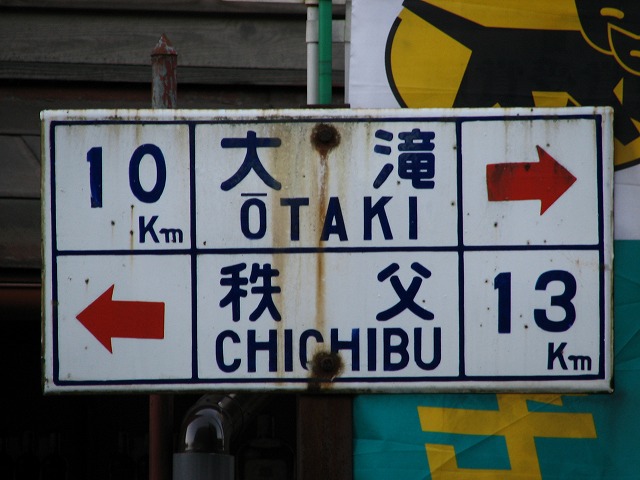 10 Km 大滝
ŌTAKI
秩父 13 Km
CHICHIBU